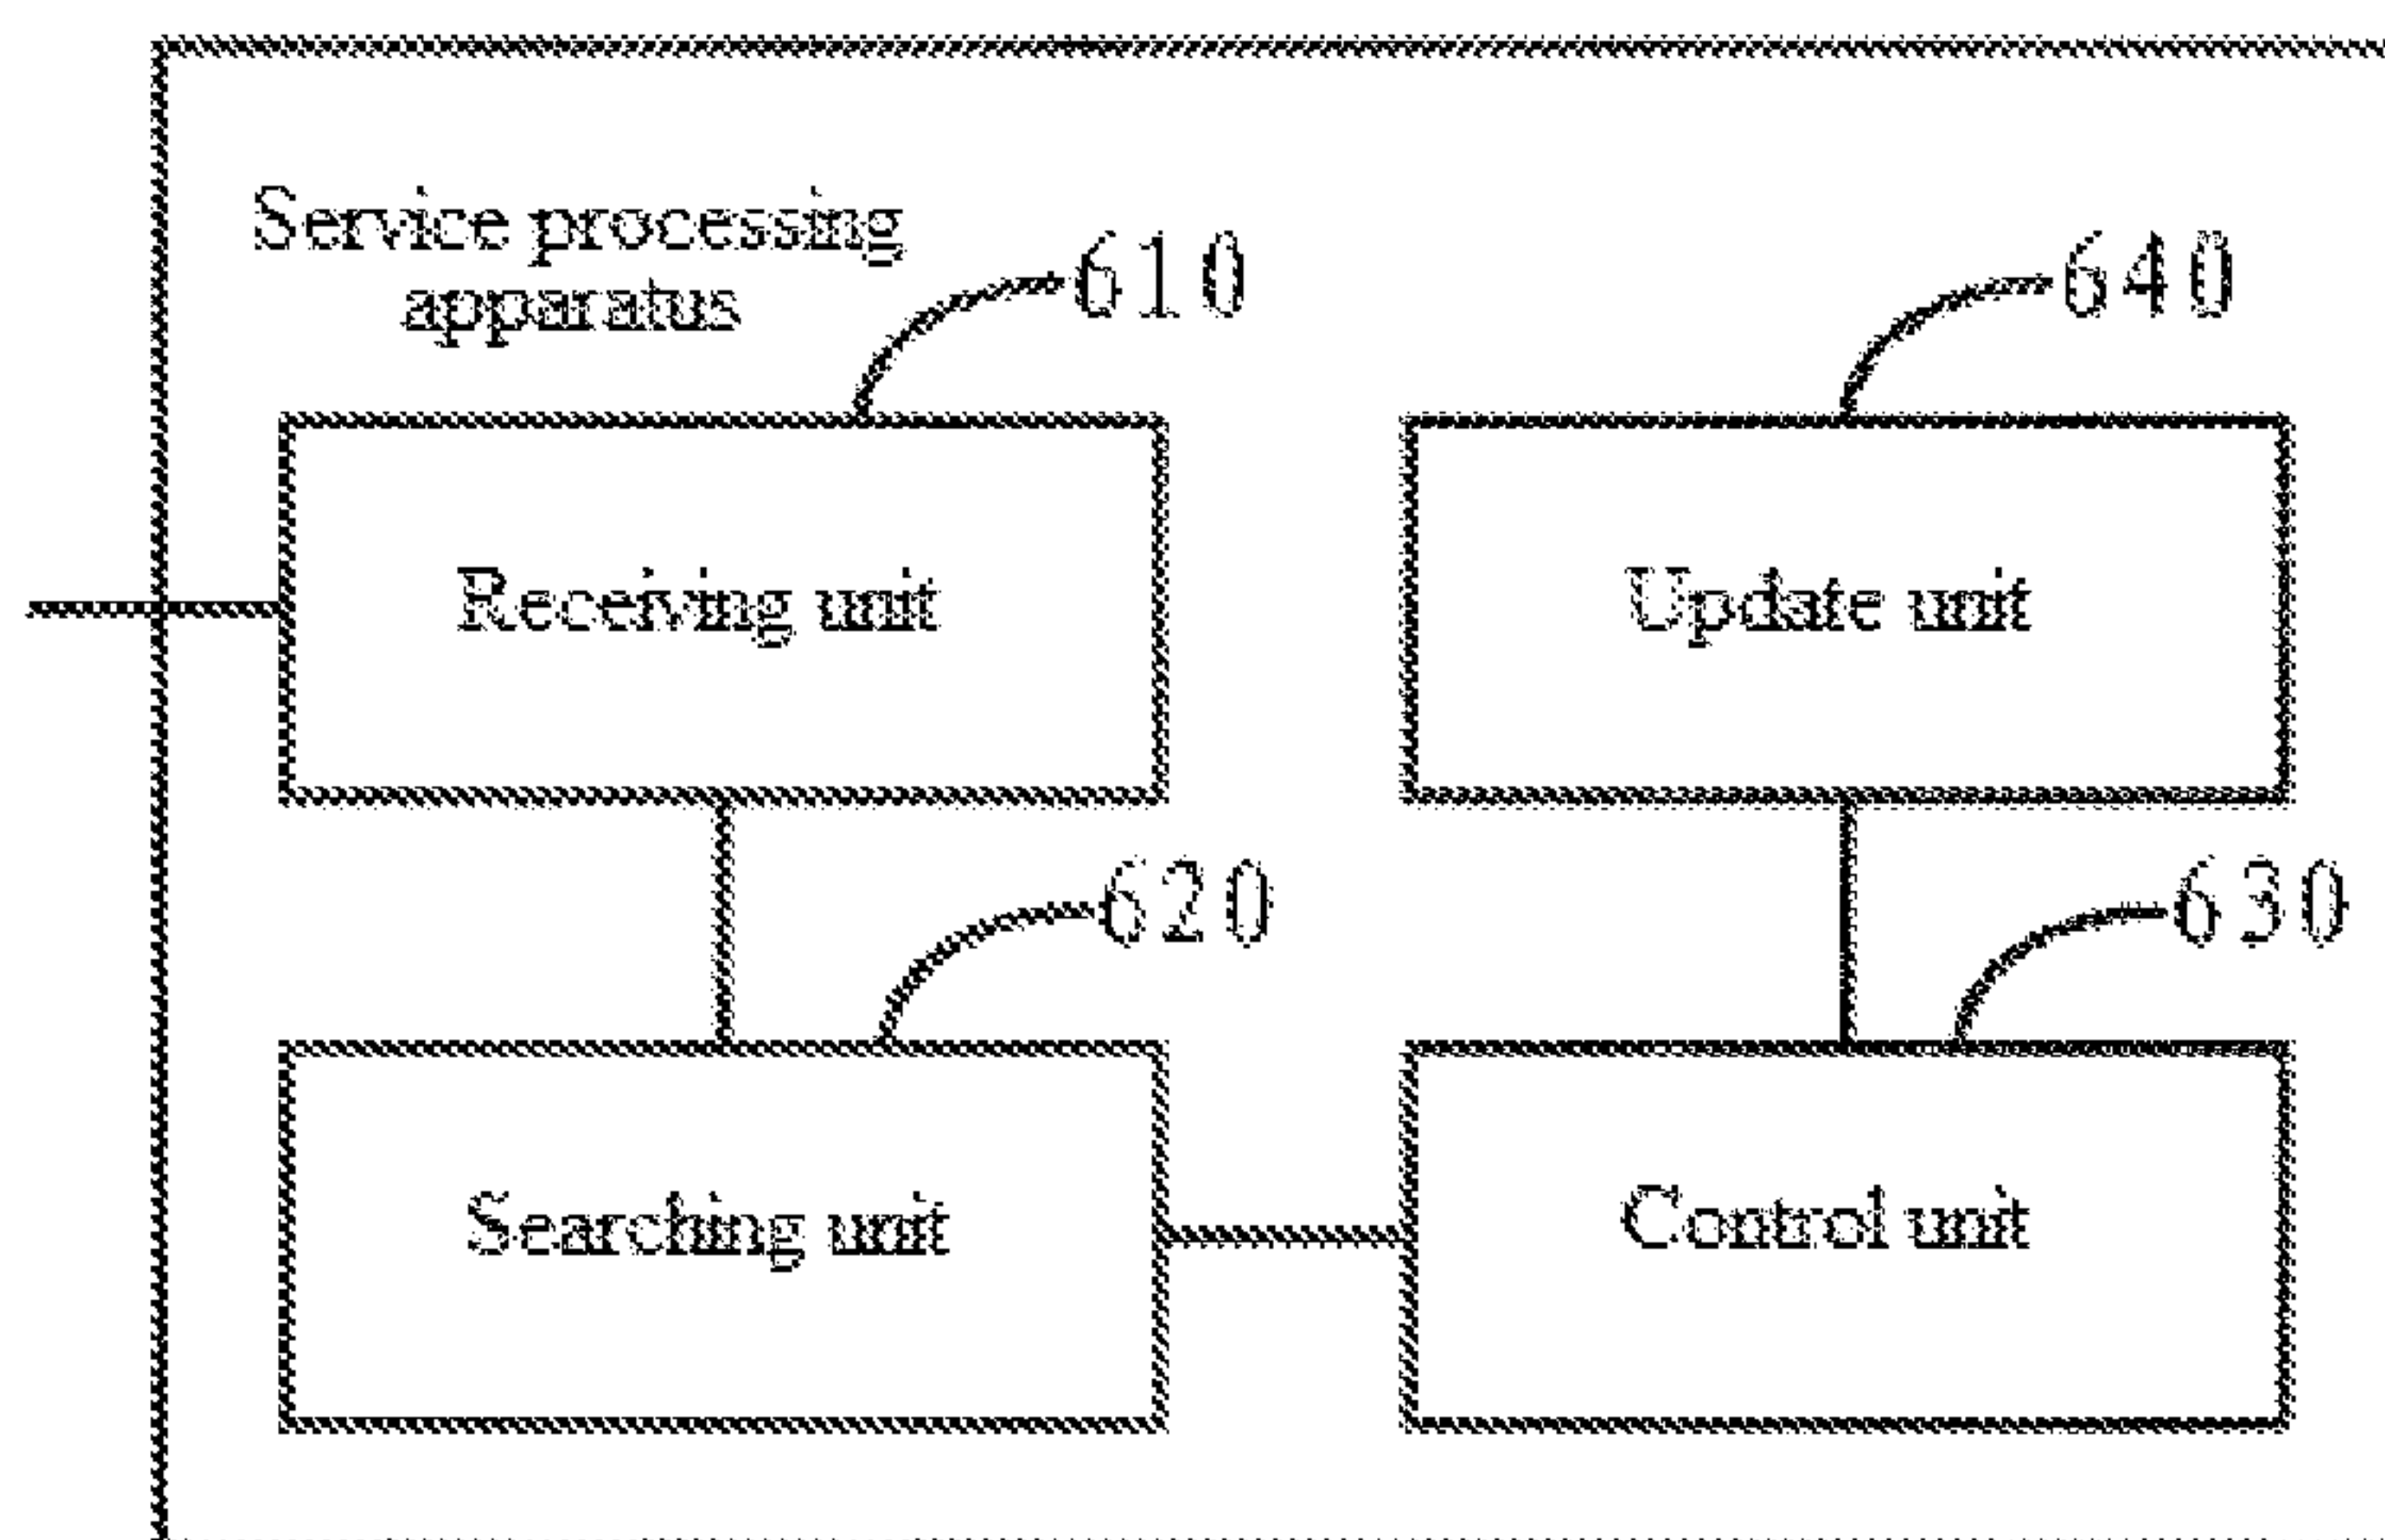 Service processing
apparatus
610
640
Receiving unit
Update unit
620
630
Searching unit
Control unit